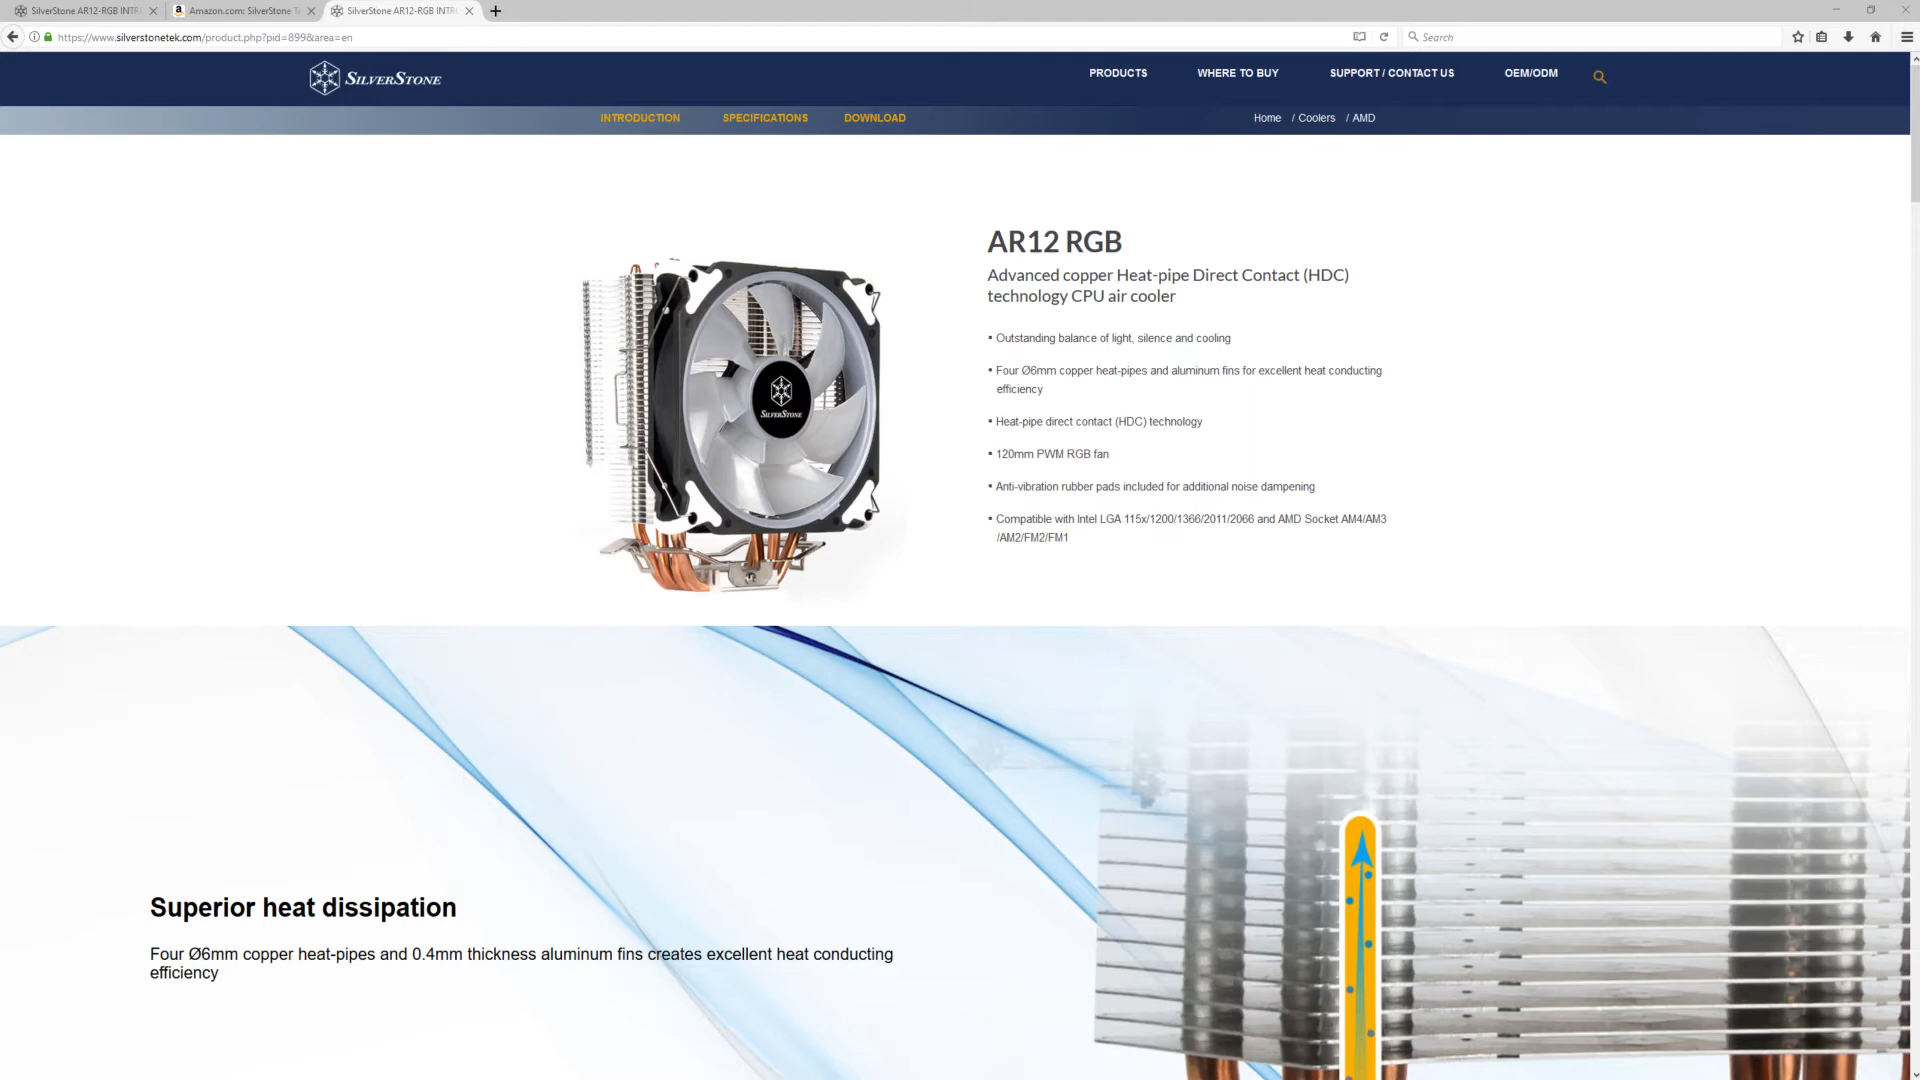 SilverStone AR12-RGB INTR
Amazon.com: SilverStone T
SilverStone AR12-RGB INTR
https://www.silverstonetek.com/product.php?pid=899&area=en
Search
SILVERSTONE
PRODUCTS
WHERE TO BUY
SUPPORT / CONTACT US
OEM/ODM
INTRODUCTION
SPECIFICATIONS
DOWNLOAD
Home / Coolers / AMD
AR12 RGB
Advanced copper Heat-pipe Direct Contact (HDC)
technology CPU air cooler
▪ Outstanding balance of light, silence and cooling
▪ Four Ø6mm copper heat-pipes and aluminum fins for excellent heat conducting
efficiency
▪ Heat-pipe direct contact (HDC) technology
▪ 120mm PWM RGB fan
▪ Anti-vibration rubber pads included for additional noise dampening
▪ Compatible with Intel LGA 115x/1200/1366/2011/2066 and AMD Socket AM4/AM3
/AM2/FM2/FM1
SILVERSTONE
Superior heat dissipation
Four Ø6mm copper heat-pipes and 0.4mm thickness aluminum fins creates excellent heat conducting
efficiency